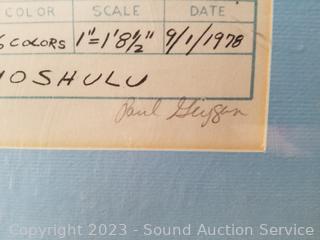 COLOR SCALE DATE
6 COLORS 1"=1'8½" 9/1/1978
MOSHULU
Paul Geiggan
Copyright 2023 - Sound Auction Service